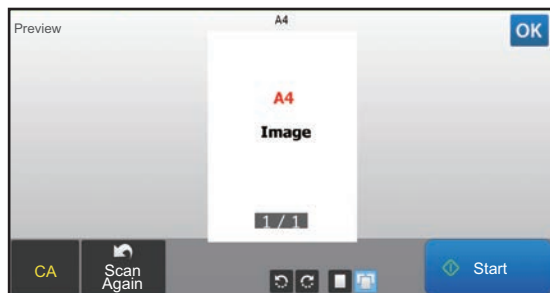 A4
Preview
OK
A4
Image
1 / 1
CA
Scan
Again
Start